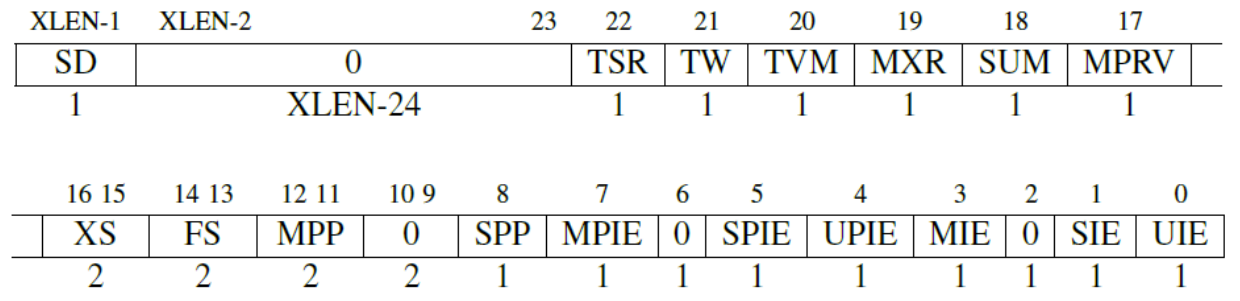 XLEN-1 XLEN-2 23 22 21 20 19 18 17
SD 0 TSR TW TVM MXR SUM MPRV
1 XLEN-24 1 1 1 1 1 1
16 15 14 13 12 11 10 9 8 7 6 5 4 3 2 1 0
XS FS MPP 0 SPP MPIE 0 SPIE UPIE MIE 0 SIE UIE
2 2 2 2 1 1 1 1 1 1 1 1 1